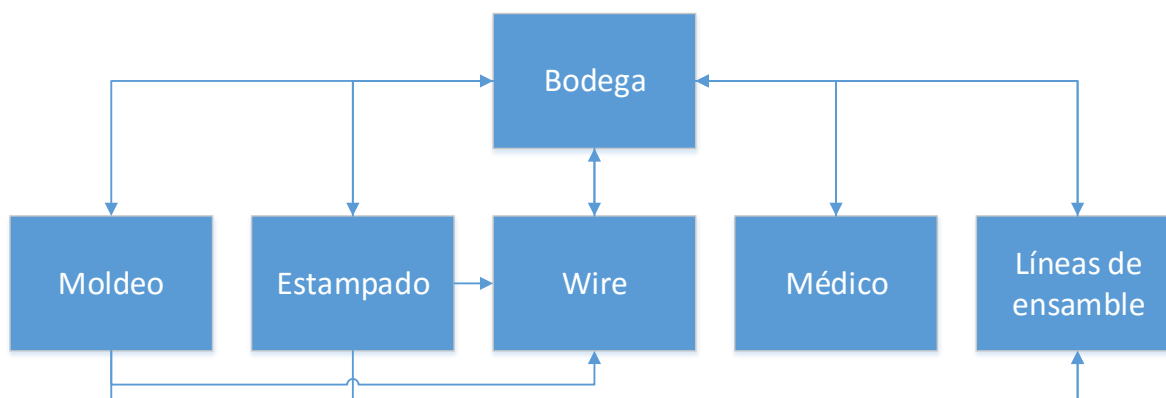 Bodega
Moldeo
Estampado
Wire
Médico
Líneas de
ensamble